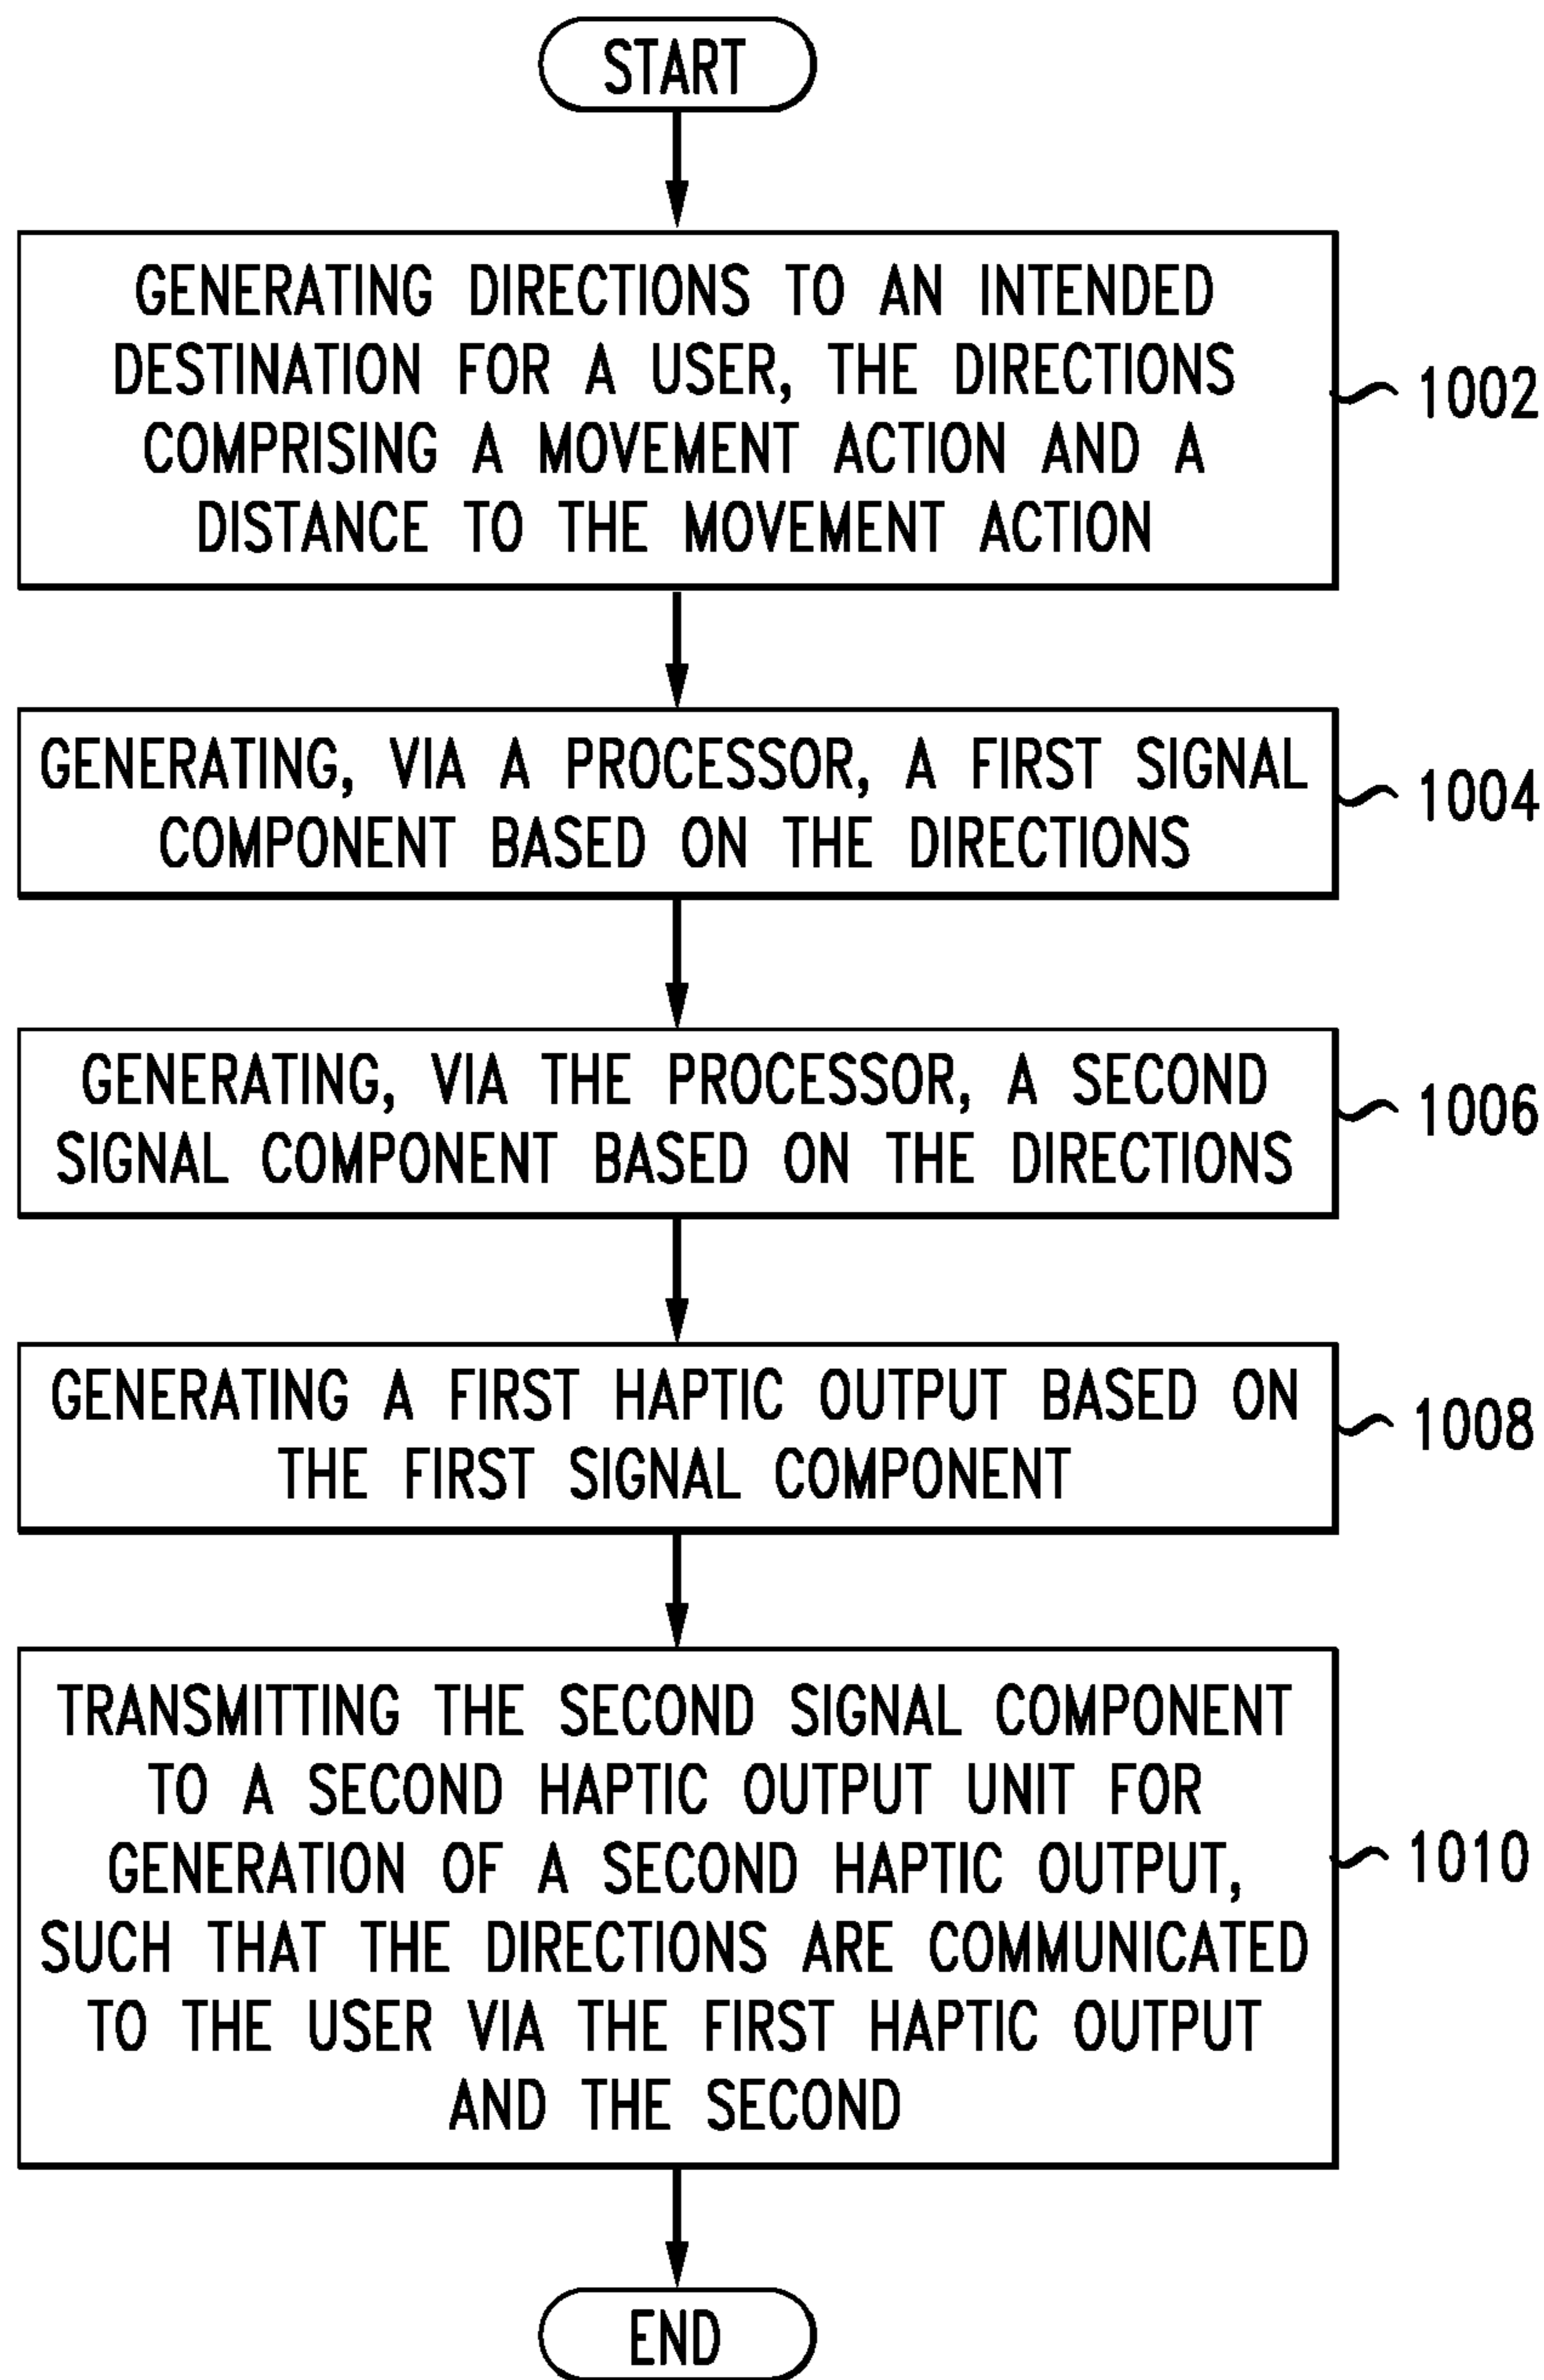 START
GENERATING DIRECTIONS TO AN INTENDED
DESTINATION FOR A USER, THE DIRECTIONS
COMPRISING A MOVEMENT ACTION AND A
DISTANCE TO THE MOVEMENT ACTION
1002
GENERATING, VIA A PROCESSOR, A FIRST SIGNAL
COMPONENT BASED ON THE DIRECTIONS
1004
GENERATING, VIA THE PROCESSOR, A SECOND
SIGNAL COMPONENT BASED ON THE DIRECTIONS
1006
GENERATING A FIRST HAPTIC OUTPUT BASED ON
THE FIRST SIGNAL COMPONENT
1008
TRANSMITTING THE SECOND SIGNAL COMPONENT
TO A SECOND HAPTIC OUTPUT UNIT FOR
GENERATION OF A SECOND HAPTIC OUTPUT,
SUCH THAT THE DIRECTIONS ARE COMMUNICATED
TO THE USER VIA THE FIRST HAPTIC OUTPUT
AND THE SECOND
1010
END